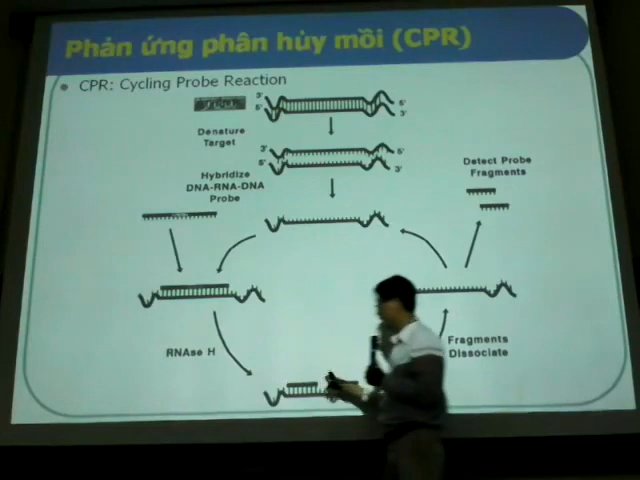 Phản ứng phân hủy mồi (CPR)
CPR: Cycling Probe Reaction
3' 5'
5' 3'
Denature
Target
3' 5'
5' 3'
Hybridize
DNA-RNA-DNA
Probe
Detect Probe
Fragments
RNAse H
Fragments
Dissociate